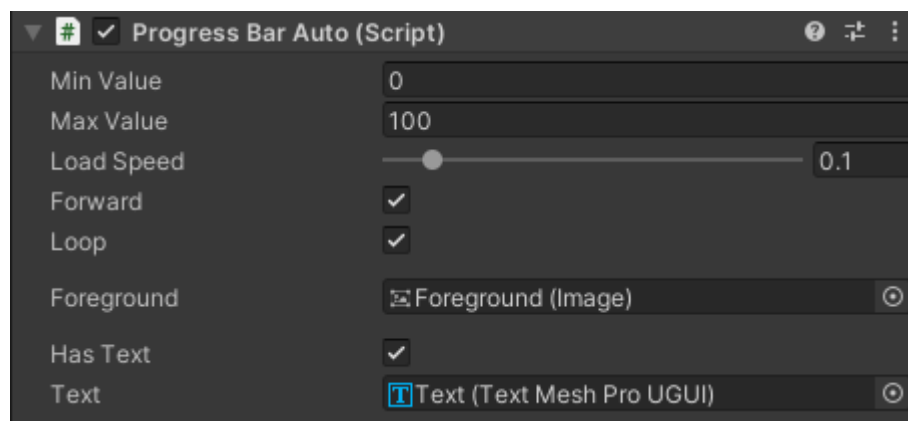 Progress Bar Auto (Script)
Min Value 0
Max Value 100
Load Speed 0.1
Forward
Loop
Foreground Foreground (Image)
Has Text
Text Text (Text Mesh Pro UGUI)